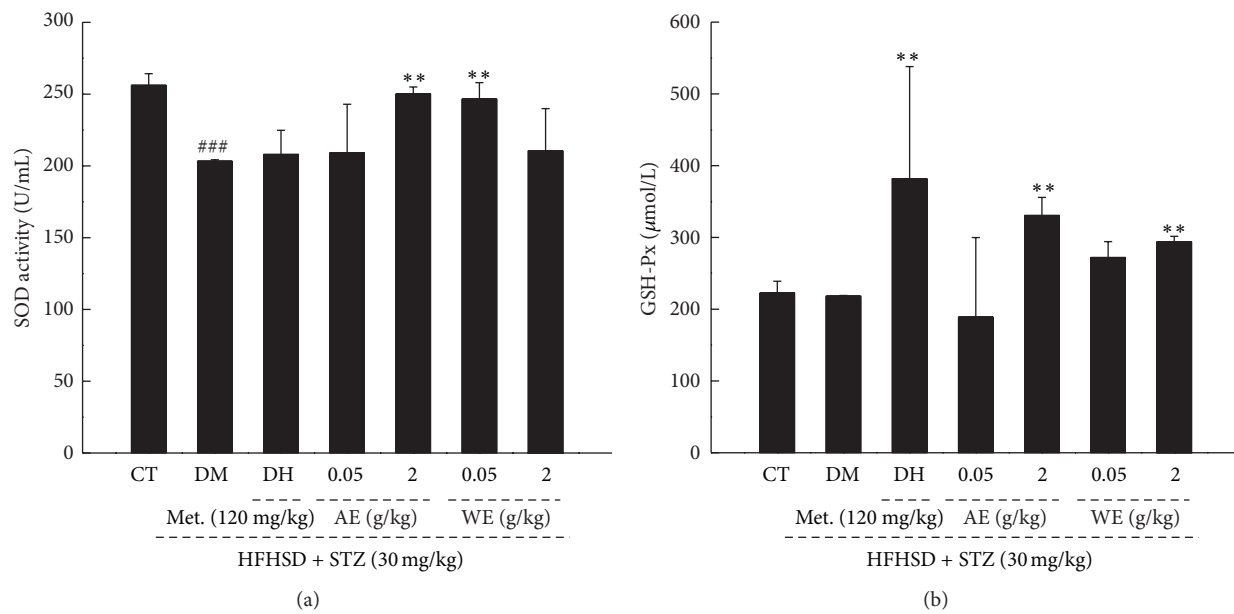 300
250
200
150
100
50
0
SOD activity (U/mL)
###
**
**
CT DM DH 0.05 2 0.05 2
Met. (120 mg/kg) AE (g/kg) WE (g/kg)
HFHSD + STZ (30 mg/kg)
(a)
600
500
400
300
200
100
0
GSH-Px (μmol/L)
**
**
**
CT DM DH 0.05 2 0.05 2
Met. (120 mg/kg) AE (g/kg) WE (g/kg)
HFHSD + STZ (30 mg/kg)
(b)